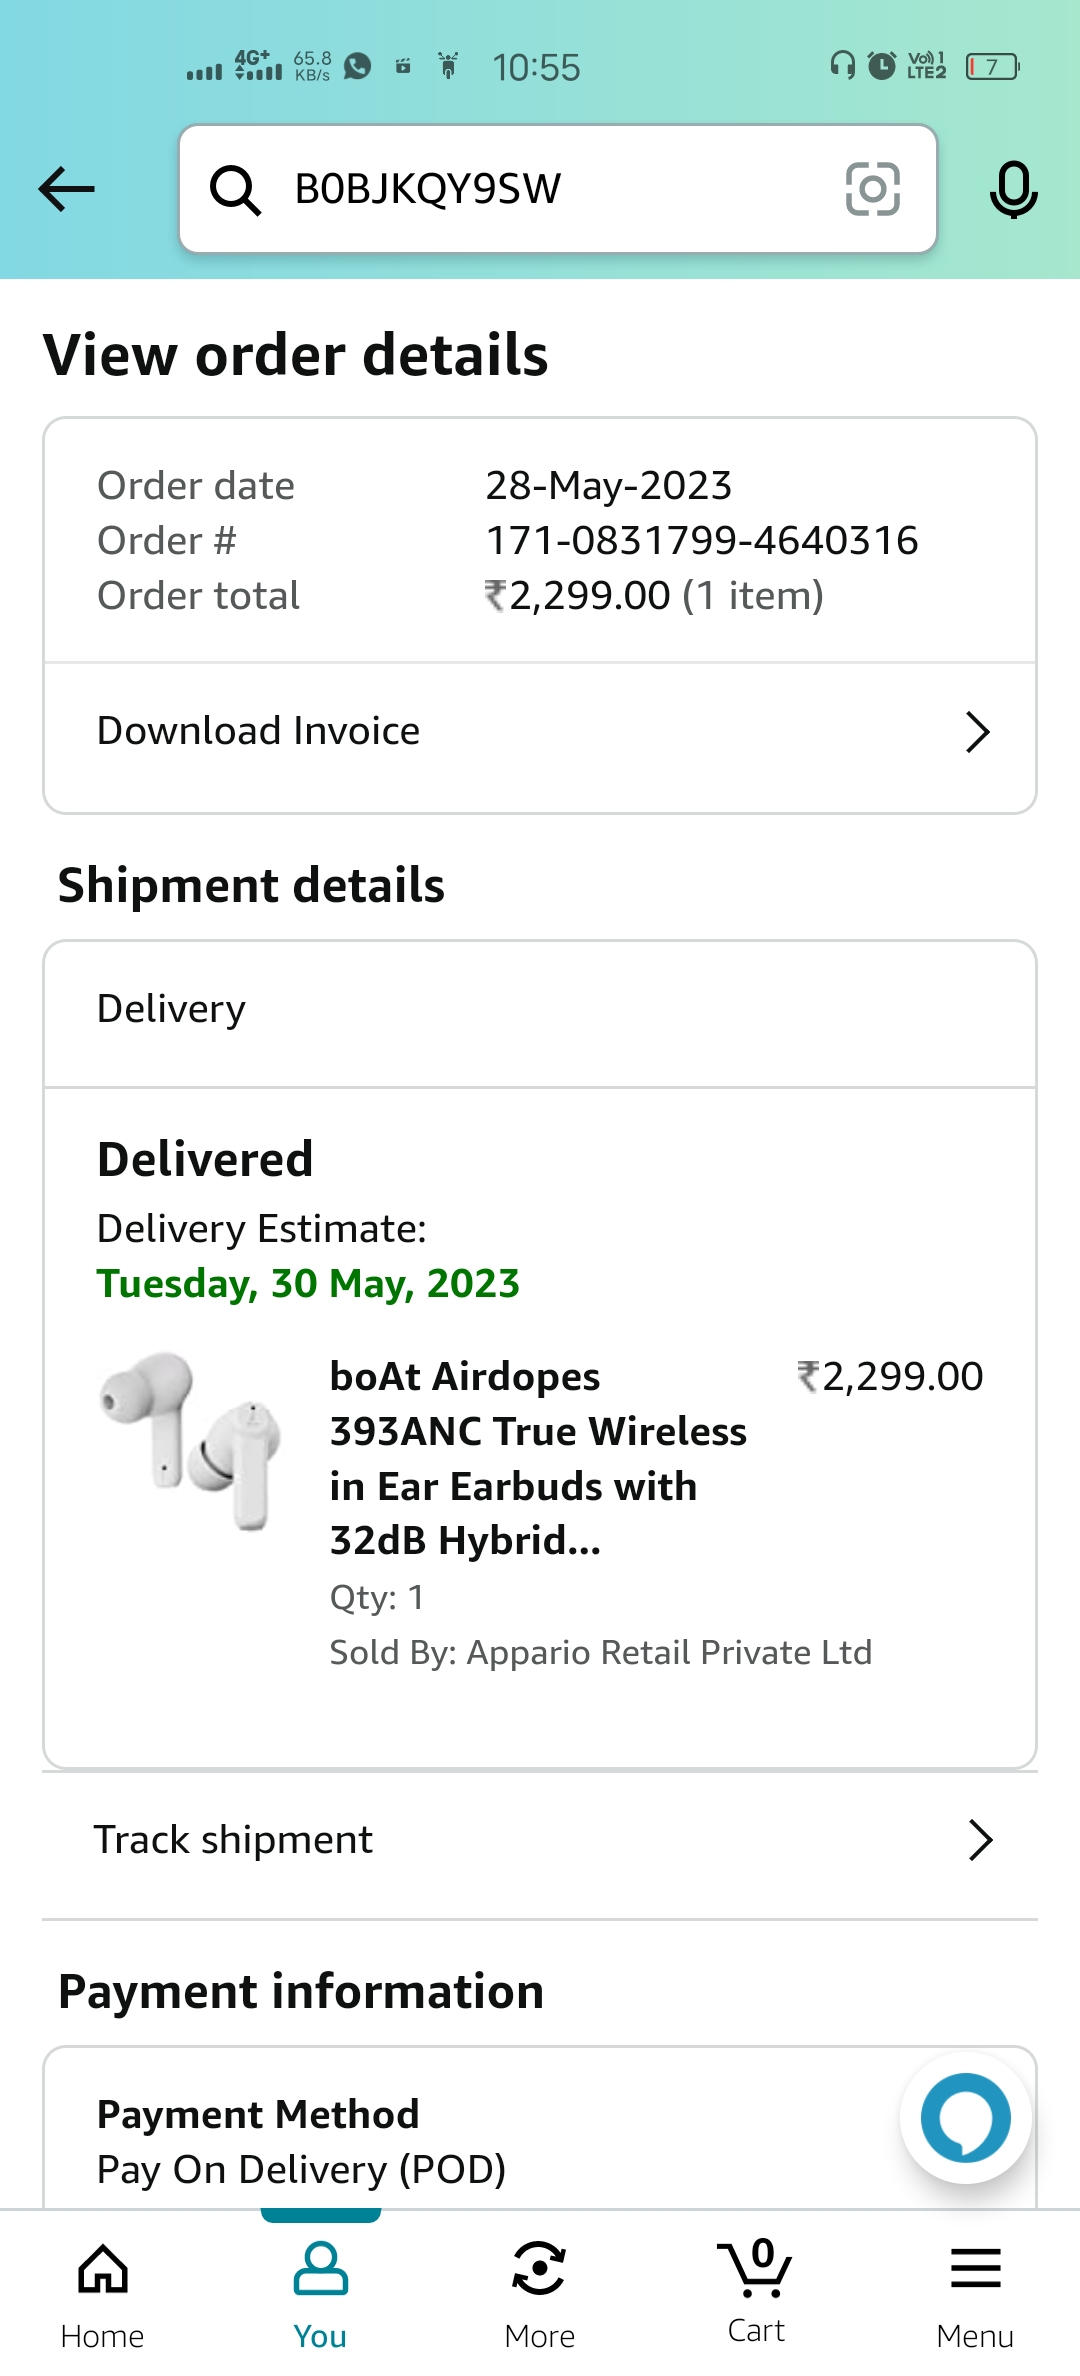 4G+ 65.8 KB/s 10:55 Vo) 1 LTE2 7
B0BJKQY9SW
View order details
Order date 28-May-2023
Order # 171-0831799-4640316
Order total ₹2,299.00 (1 item)
Download Invoice
Shipment details
Delivery
Delivered
Delivery Estimate:
Tuesday, 30 May, 2023
boAt Airdopes ₹2,299.00
393ANC True Wireless
in Ear Earbuds with
32dB Hybrid...
Qty: 1
Sold By: Appario Retail Private Ltd
Track shipment
Payment information
Payment Method
Pay On Delivery (POD)
0
Home You More Cart Menu